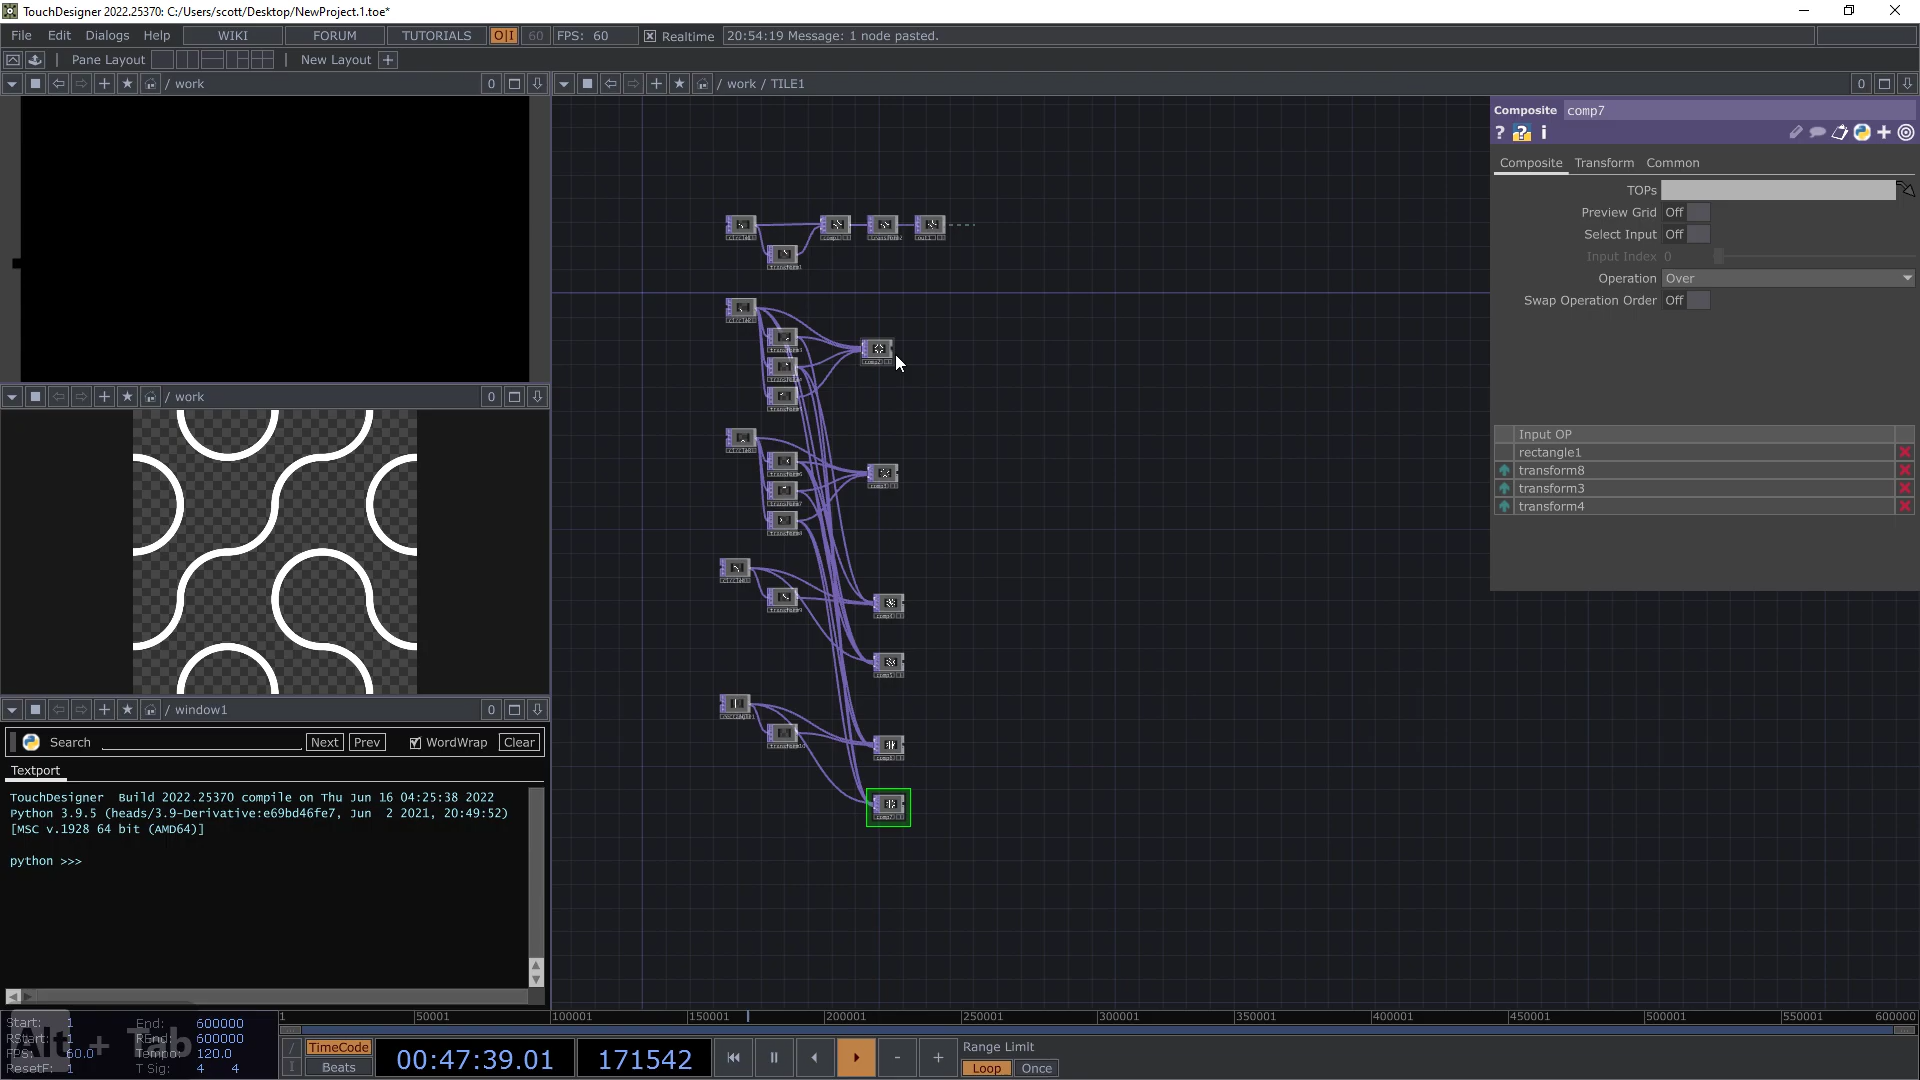 TouchDesigner 2022.25370: C:/Users/scott/Desktop/NewProject.1.toe*
File Edit Dialogs Help WIKI FORUM TUTORIALS O|I 60 FPS: 60 Realtime 20:54:19 Message: 1 node pasted.
Pane Layout New Layout
/ work 0
/ work / TILE1 0
Composite comp7
Composite Transform Common
TOPs
Preview Grid Off
Select Input Off
Input Index 0
Operation Over
Swap Operation Order Off
Input OP
rectangle1
transform8
transform3
transform4
/ work 0
/ window1 0
Search Next Prev WordWrap Clear
Textport
TouchDesigner Build 2022.25370 compile on Thu Jun 16 04:25:38 2022
Python 3.9.5 (heads/3.9-Derivative:e69bd46fe7, Jun 2 2021, 20:49:52)
[MSC v.1928 64 bit (AMD64)]
python >>>
Start: 1 End: 600000
RStart: 1 REnd: 600000
FPS: 60.0 Tempo: 120.0
ResetF: 1 T Sig: 4 4
Alt + Tab
1 50001 100001 150001 200001 250001 300001 350001 400001 450001 500001 550001 600000
TimeCode
Beats
00:47:39.01 171542
Range Limit
Loop Once